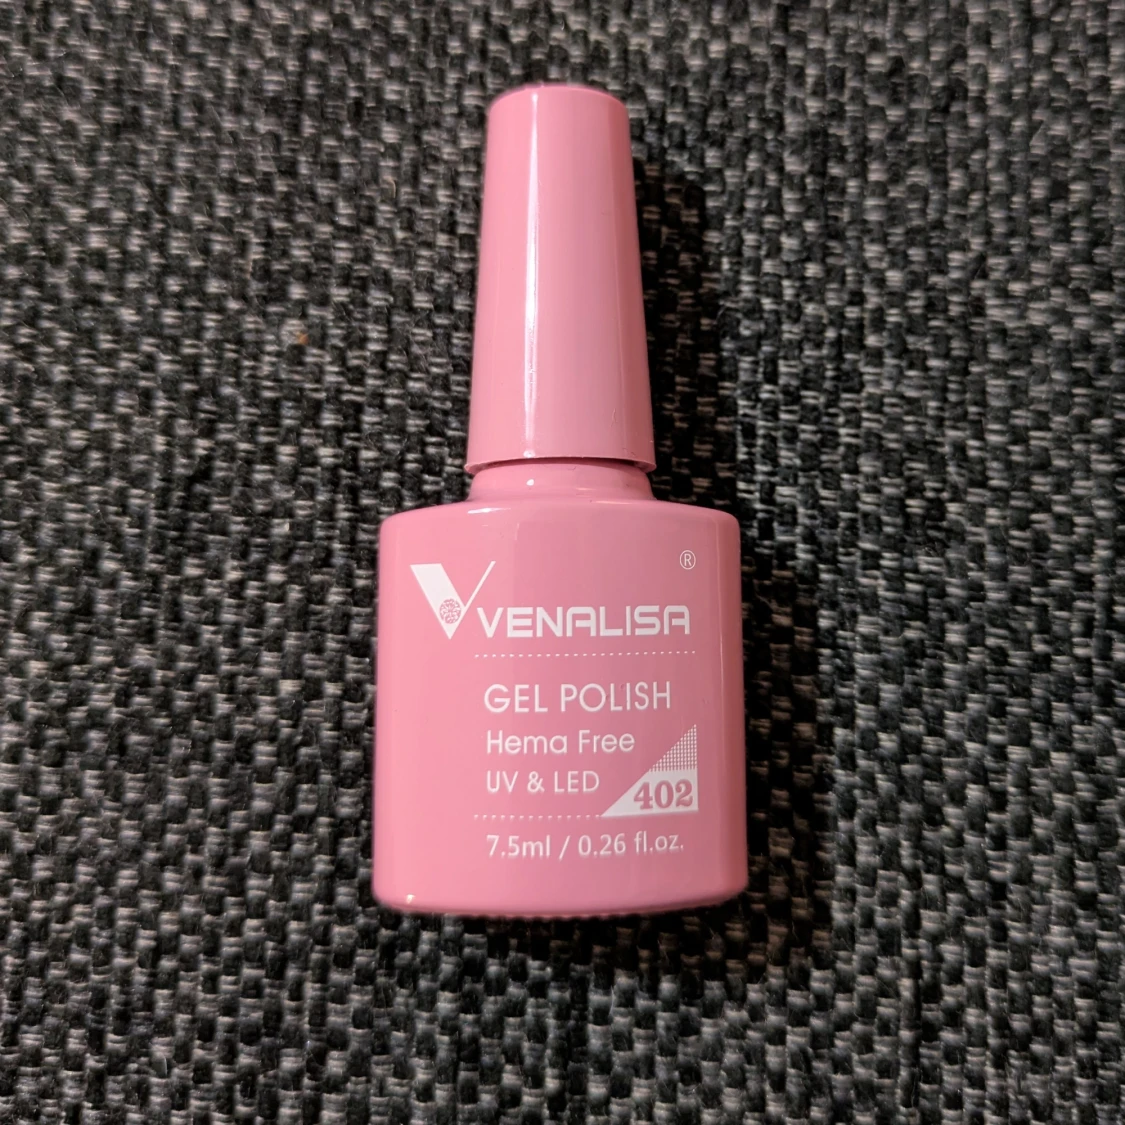 ®
VENALISA
GEL POLISH
Hema Free
UV & LED
402
7.5ml / 0.26 fl.oz.